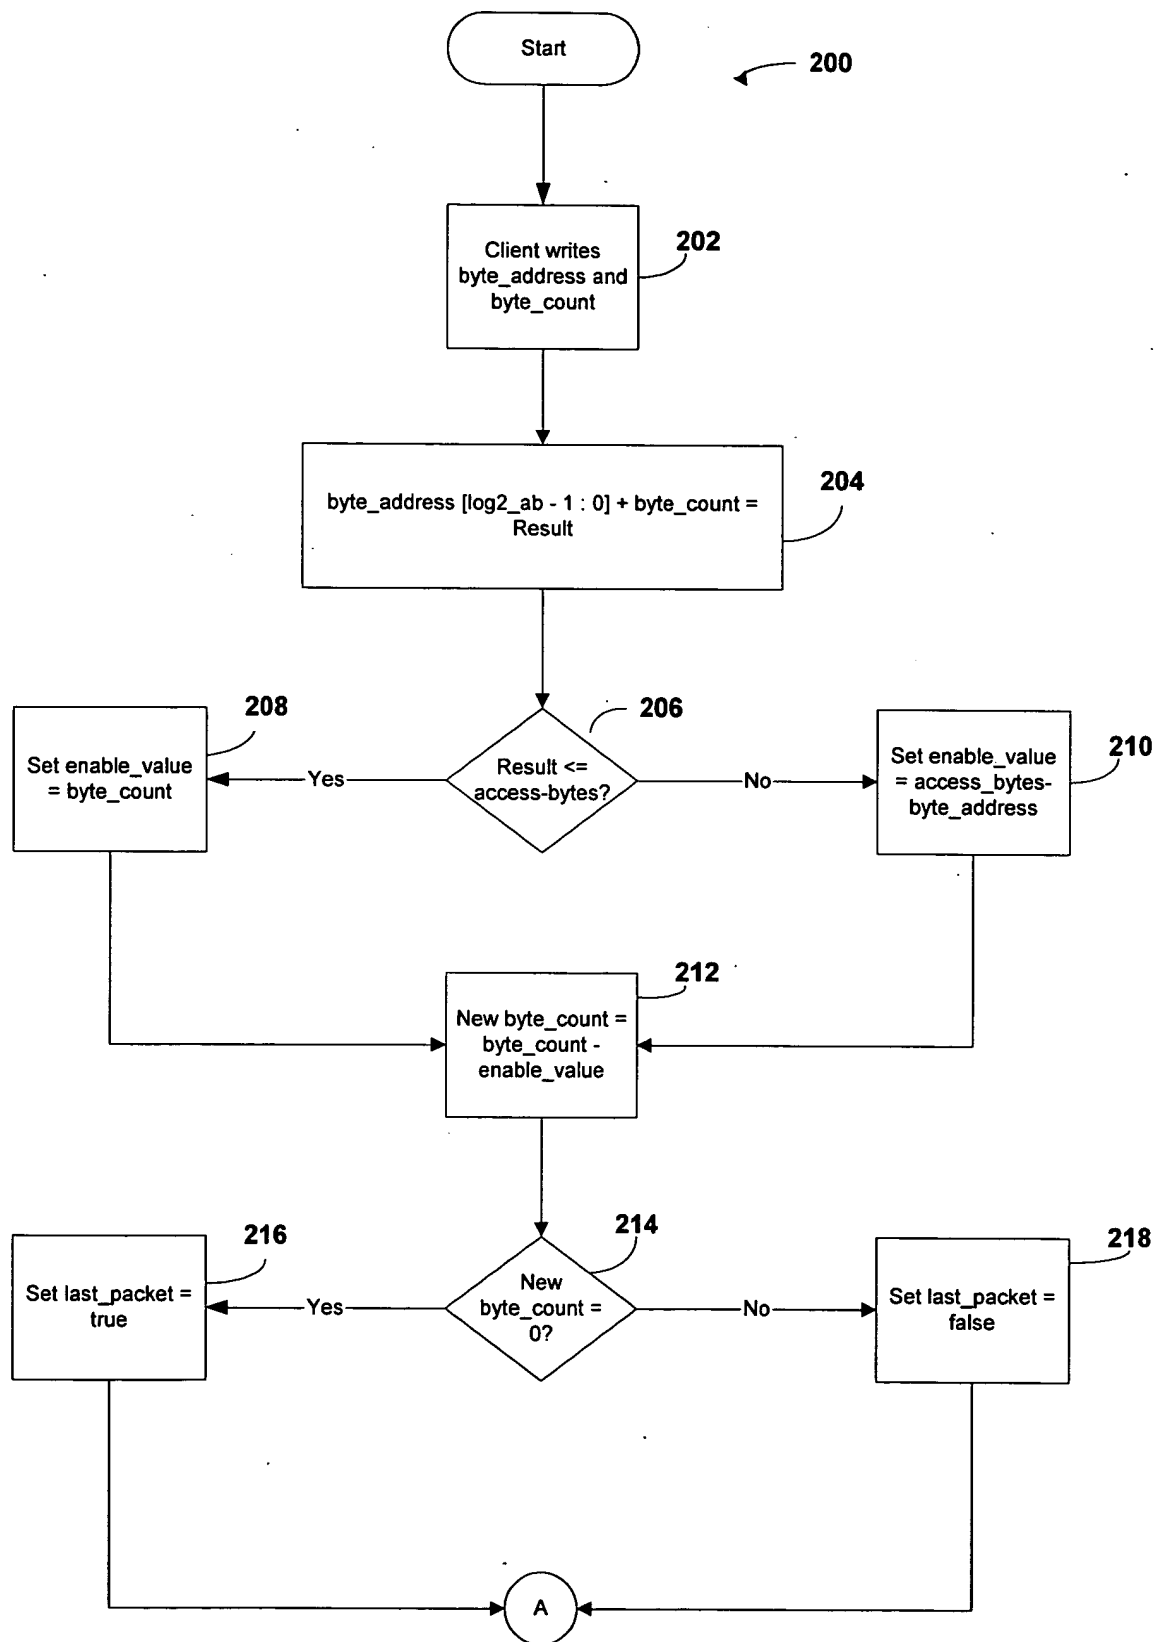 Start
200
Client writes
byte_address and
byte_count
202
byte_address [log2_ab - 1 : 0] + byte_count =
Result
204
208
Set enable_value
= byte_count
Yes
Result <=
access-bytes?
206
No
Set enable_value
= access_bytes-
byte_address
210
New byte_count =
byte_count -
enable_value
212
216
Set last_packet =
true
Yes
New
byte_count =
0?
214
No
Set last_packet =
false
218
A